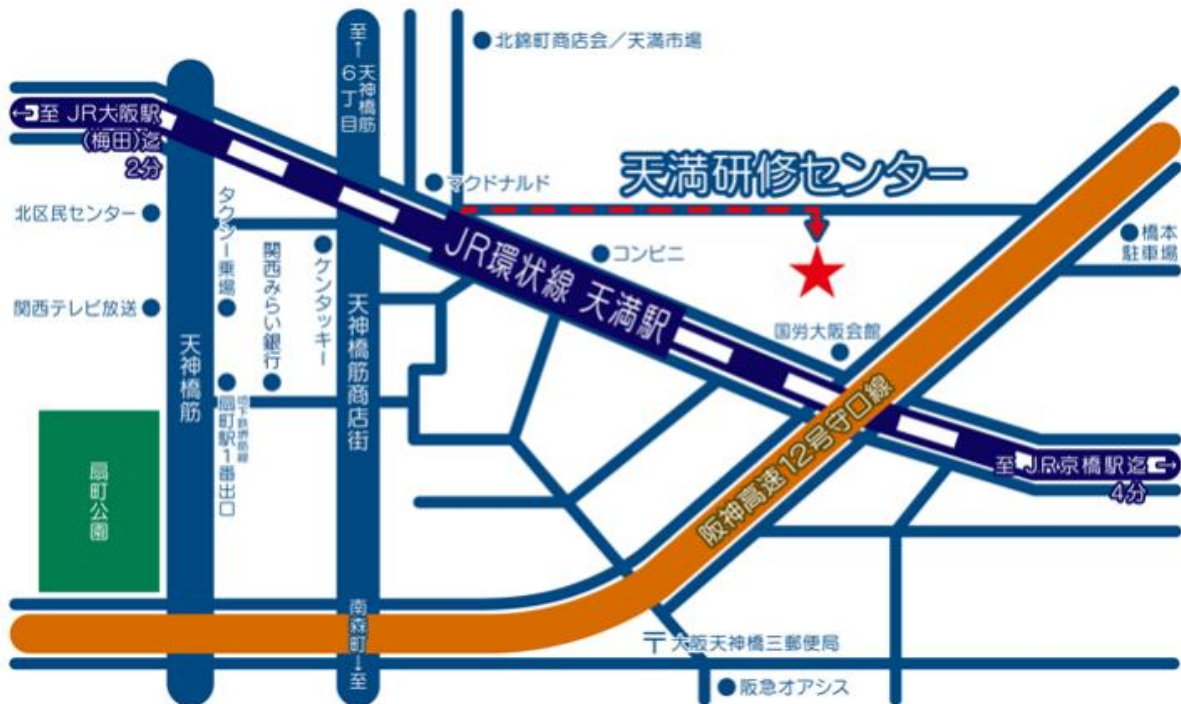 至↑
天神橋筋
6丁目
北錦町商店会／天満市場
至 JR大阪駅
(梅田)迄
2分
マクドナルド
天満研修センター
北区民センター
タクシー乗場
関西みらい銀行
ケンタッキー
JR環状線 天満駅
コンビニ
橋本
駐車場
関西テレビ放送
天神橋筋
天神橋筋商店街
国労大阪会館
地下鉄堺筋線
扇町駅1番出口
扇町公園
阪神高速12号守口線
至 JR京橋駅迄
4分
南森町↓至
〒大阪天神橋三郵便局
阪急オアシス